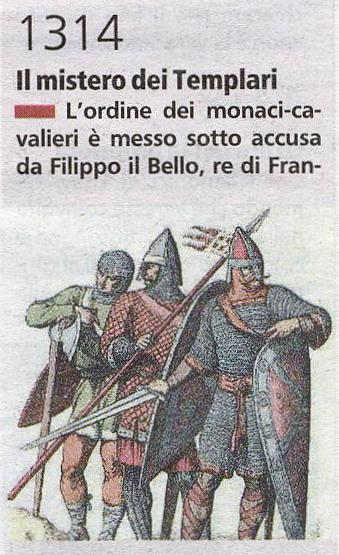 1314
Il mistero dei Templari
L'ordine dei monaci-ca-
valieri è messo sotto accusa
da Filippo il Bello, re di Fran-